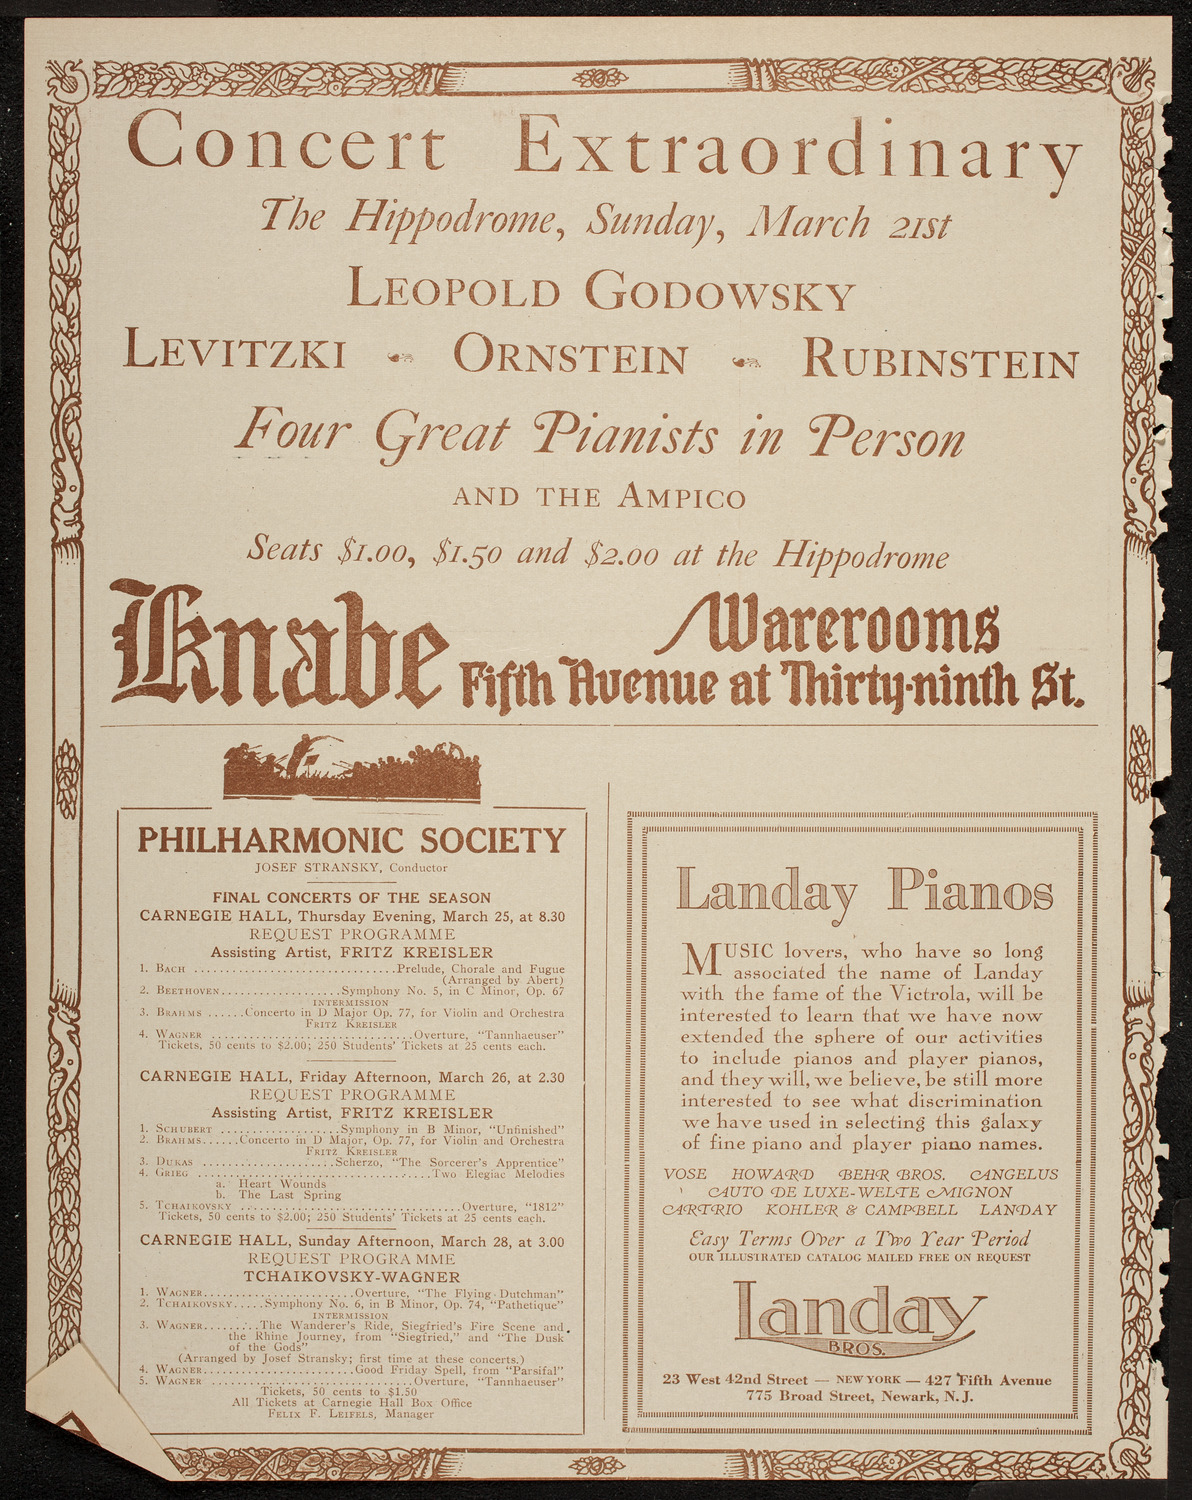 Concert Extraordinary
The Hippodrome, Sunday, March 21st
LEOPOLD GODOWSKY
LEVITZKI ORNSTEIN RUBINSTEIN
Four Great Pianists in Person
AND THE AMPICO
Seats $1.00, $1.50 and $2.00 at the Hippodrome
Knabe Warerooms
Fifth Avenue at Thirty-ninth St.
PHILHARMONIC SOCIETY
JOSEF STRANSKY, Conductor
FINAL CONCERTS OF THE SEASON
CARNEGIE HALL, Thursday Evening, March 25, at 8.30
REQUEST PROGRAMME
Assisting Artist, FRITZ KREISLER
1. BACH ..............................Prelude, Chorale and Fugue
(Arranged by Abert)
2. BEETHOVEN...................Symphony No. 5, in C Minor, Op. 67
INTERMISSION
3. BRAHMS ......Concerto in D Major Op. 77, for Violin and Orchestra
FRITZ KREISLER
4. WAGNER ..............................Overture, "Tannhaeuser"
Tickets, 50 cents to $2.00; 250 Students' Tickets at 25 cents each.
CARNEGIE HALL, Friday Afternoon, March 26, at 2.30
REQUEST PROGRAMME
Assisting Artist, FRITZ KREISLER
1. SCHUBERT ...................Symphony in B Minor, "Unfinished"
2. BRAHMS......Concerto in D Major, Op. 77, for Violin and Orchestra
FRITZ KREISLER
3. DUKAS .....................Scherzo, "The Sorcerer's Apprentice"
4. GRIEG ..................................Two Elegiac Melodies
a. Heart Wounds
b. The Last Spring
5. TCHAIKOVSKY ..................................Overture, "1812"
Tickets, 50 cents to $2.00; 250 Students' Tickets at 25 cents each.
CARNEGIE HALL, Sunday Afternoon, March 28, at 3.00
REQUEST PROGRAMME
TCHAIKOVSKY-WAGNER
1. WAGNER........................Overture, "The Flying Dutchman"
2. TCHAIKOVSKY.....Symphony No. 6, in B Minor, Op. 74, "Pathetique"
INTERMISSION
3. WAGNER.........The Wanderer's Ride, Siegfried's Fire Scene and
the Rhine Journey, from "Siegfried," and "The Dusk
of the Gods"
(Arranged by Josef Stransky; first time at these concerts.)
4. WAGNER........................Good Friday Spell, from "Parsifal"
5. WAGNER ..............................Overture, "Tannhaeuser"
Tickets, 50 cents to $1.50
All Tickets at Carnegie Hall Box Office
FELIX F. LEIFELS, Manager
Landay Pianos
MUSIC lovers, who have so long
associated the name of Landay
with the fame of the Victrola, will be
interested to learn that we have now
extended the sphere of our activities
to include pianos and player pianos,
and they will, we believe, be still more
interested to see what discrimination
we have used in selecting this galaxy
of fine piano and player piano names.
VOSE HOWARD BEHR BROS. ANGELUS
AUTO DE LUXE-WELTE MIGNON
ARTRIO KOHLER & CAMPBELL LANDAY
Easy Terms Over a Two Year Period
OUR ILLUSTRATED CATALOG MAILED FREE ON REQUEST
Landay
BROS.
23 West 42nd Street — NEW YORK — 427 Fifth Avenue
775 Broad Street, Newark, N.J.